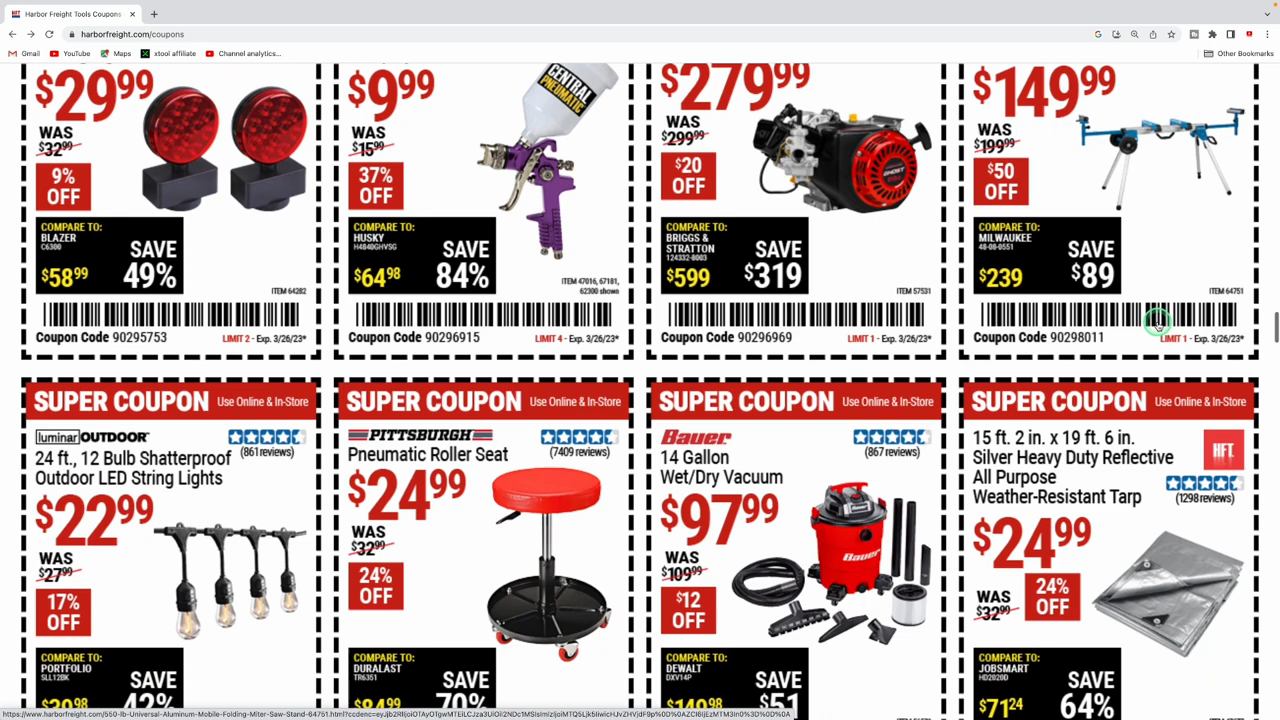 Harbor Freight Tools Coupons
harborfreight.com/coupons
Gmail YouTube Maps xtool affiliate Channel analytics... Other Bookmarks
$29.99
WAS
$32.99
9%
OFF
COMPARE TO:
BLAZER
C6300
$58.99
SAVE
49%
ITEM 64282
Coupon Code 90295753 LIMIT 2 - Exp. 3/26/23*
CENTRAL
PNEUMATIC
$9.99
WAS
$15.99
37%
OFF
COMPARE TO:
HUSKY
H4840GHVSG
$64.98
SAVE
84%
ITEM 47016, 67181,
62300 shown
Coupon Code 90296915 LIMIT 4 - Exp. 3/26/23*
$279.99
WAS
$299.99
$20
OFF
GHOST
COMPARE TO:
BRIGGS &
STRATTON
124332-8003
$599
SAVE
$319
ITEM 57531
Coupon Code 90296969 LIMIT 1 - Exp. 3/26/23*
$149.99
WAS
$199.99
$50
OFF
COMPARE TO:
MILWAUKEE
48-08-0551
$239
SAVE
$89
ITEM 64751
Coupon Code 90298011 LIMIT 1 - Exp. 3/26/23*
SUPER COUPON Use Online & In-Store
luminar OUTDOOR
(861 reviews)
24 ft., 12 Bulb Shatterproof
Outdoor LED String Lights
$22.99
WAS
$27.99
17%
OFF
COMPARE TO:
PORTFOLIO
SLL12BK
SAVE
42%
SUPER COUPON Use Online & In-Store
PITTSBURGH
(7409 reviews)
Pneumatic Roller Seat
$24.99
WAS
$32.99
24%
OFF
COMPARE TO:
DURALAST
TR6351
$84.99
SAVE
70%
SUPER COUPON Use Online & In-Store
Bauer
(867 reviews)
14 Gallon
Wet/Dry Vacuum
$97.99
WAS
$109.99
$12
OFF
Bauer
COMPARE TO:
DEWALT
DXV14P
SAVE
$51
SUPER COUPON Use Online & In-Store
15 ft. 2 in. x 19 ft. 6 in.
Silver Heavy Duty Reflective
All Purpose
Weather-Resistant Tarp
HFT
(1298 reviews)
$24.99
WAS
$32.99
24%
OFF
COMPARE TO:
JOBSMART
HD2020D
$71.24
SAVE
64%